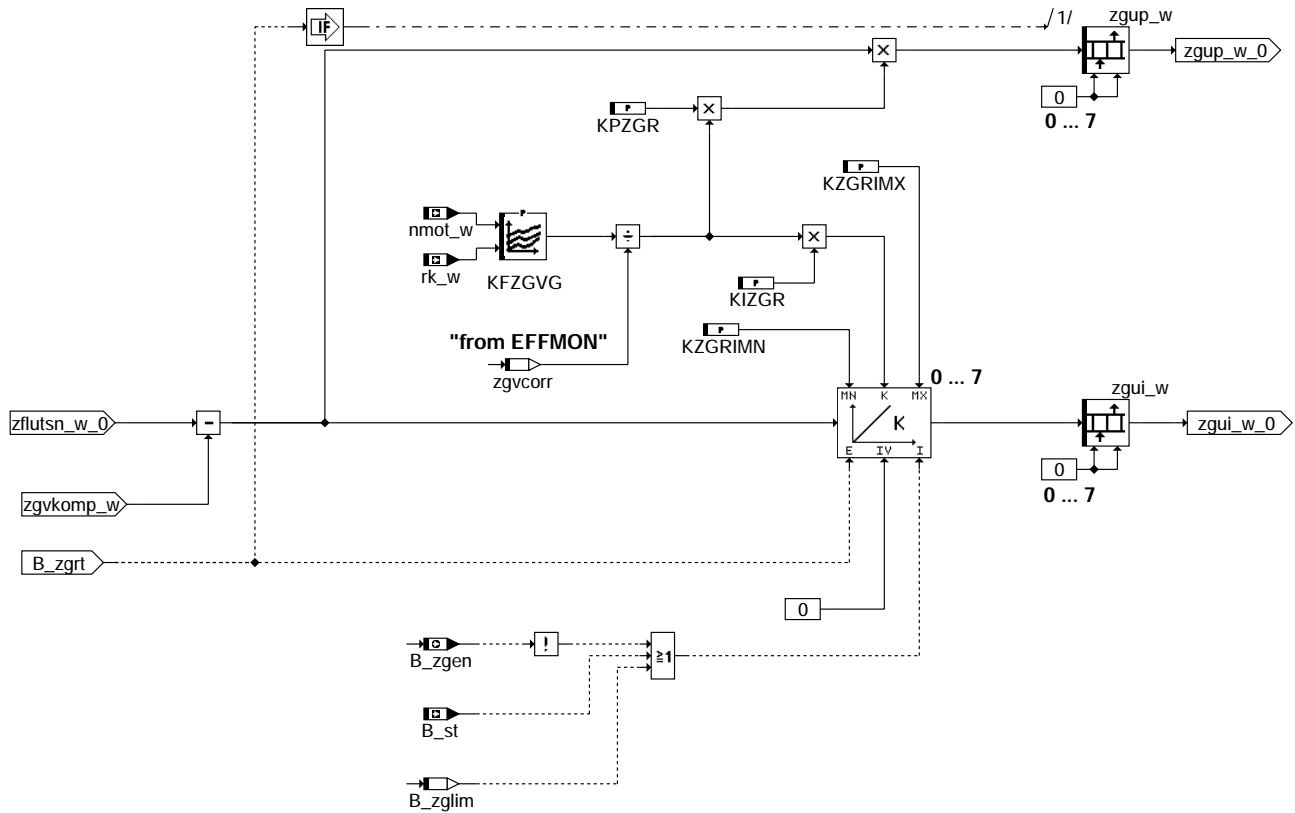 IF
/1/
zgup_w
zgup_w_0
×
0
0 ... 7
P
KPZGR
×
P
KZGRIMX
nmot_w
P
÷
×
rk_w
KFZGVG
P
KIZGR
"from EFFMON"
P
KZGRIMN
zgvcorr
0 ... 7
MN K MX
K
E IV I
zgui_w
zflutsn_w_0
-
zgui_w_0
0
0 ... 7
zgvkomp_w
B_zgrt
0
B_zgen
!
≥1
B_st
B_zglim